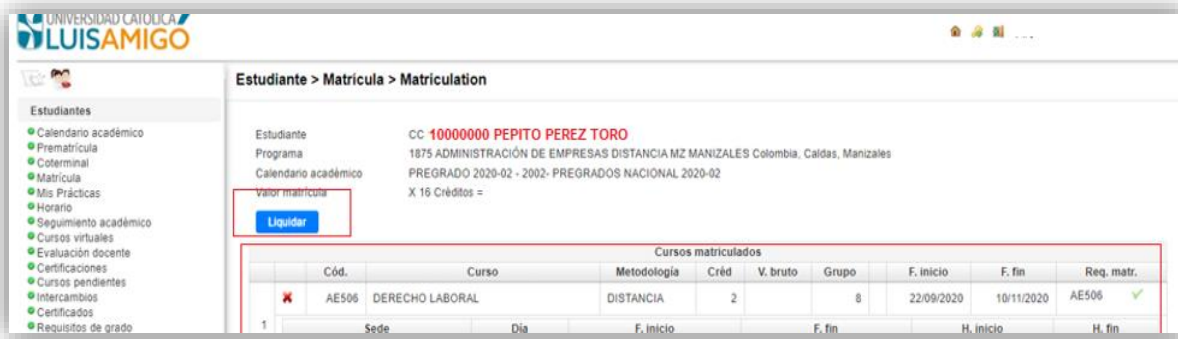 UNIVERSIDAD CATÓLICA
LUISAMIGÓ
Estudiante > Matrícula > Matriculation
Estudiantes
Calendario académico
Prematrícula
Coterminal
Matrícula
Mis Prácticas
Horario
Seguimiento académico
Cursos virtuales
Evaluación docente
Certificaciones
Cursos pendientes
Intercambios
Certificados
Requisitos de grado
Estudiante CC 10000000 PEPITO PEREZ TORO
Programa 1875 ADMINISTRACIÓN DE EMPRESAS DISTANCIA MZ MANIZALES Colombia, Caldas, Manizales
Calendario académico PREGRADO 2020-02 - 2002- PREGRADOS NACIONAL 2020-02
Valor matrícula X 16 Créditos =
Liquidar
Cursos matriculados
Cód. Curso Metodología Créd V. bruto Grupo F. inicio F. fin Req. matr.
AE506 DERECHO LABORAL DISTANCIA 2 8 22/09/2020 10/11/2020 AE506
1 Sede Día F. inicio F. fin H. inicio H. fin